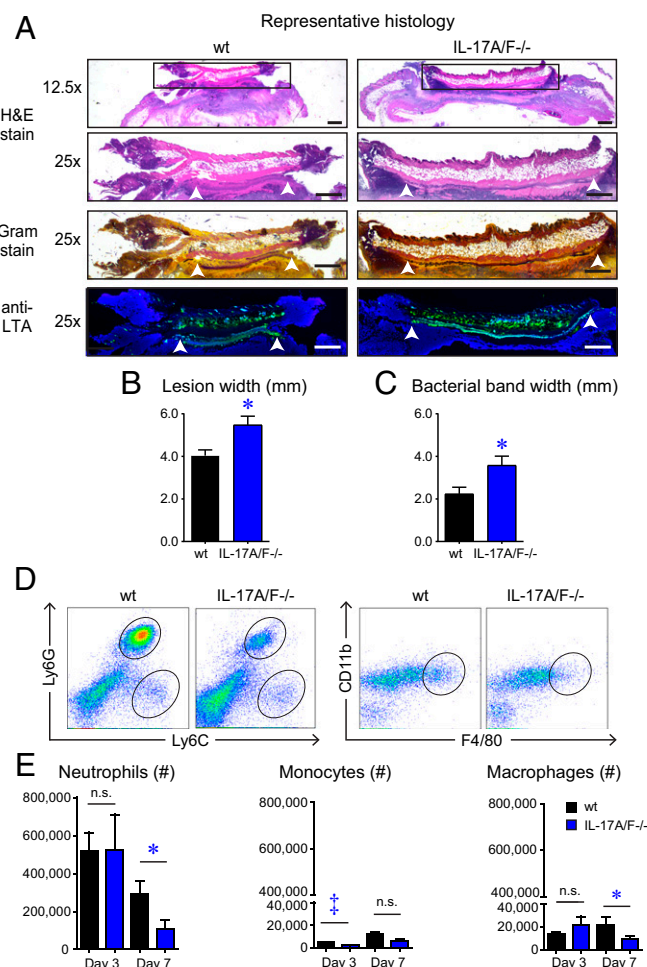 A
Representative histology
wt
IL-17A/F-/-
12.5x
H&E
stain
25x
Gram
stain
25x
anti-
LTA
25x
B
Lesion width (mm)
6.0
4.0
2.0
0
*
wt
IL-17A/F-/-
C
Bacterial band width (mm)
6.0
4.0
2.0
0
*
wt
IL-17A/F-/-
D
wt
IL-17A/F-/-
Ly6G
Ly6C
wt
IL-17A/F-/-
CD11b
F4/80
E
Neutrophils (#)
800,000
600,000
400,000
200,000
0
n.s.
*
Day 3
Day 7
Monocytes (#)
800,000
600,000
400,000
40,000
20,000
0
‡
n.s.
Day 3
Day 7
Macrophages (#)
800,000
600,000
400,000
40,000
20,000
0
wt
IL-17A/F-/-
n.s.
*
Day 3
Day 7